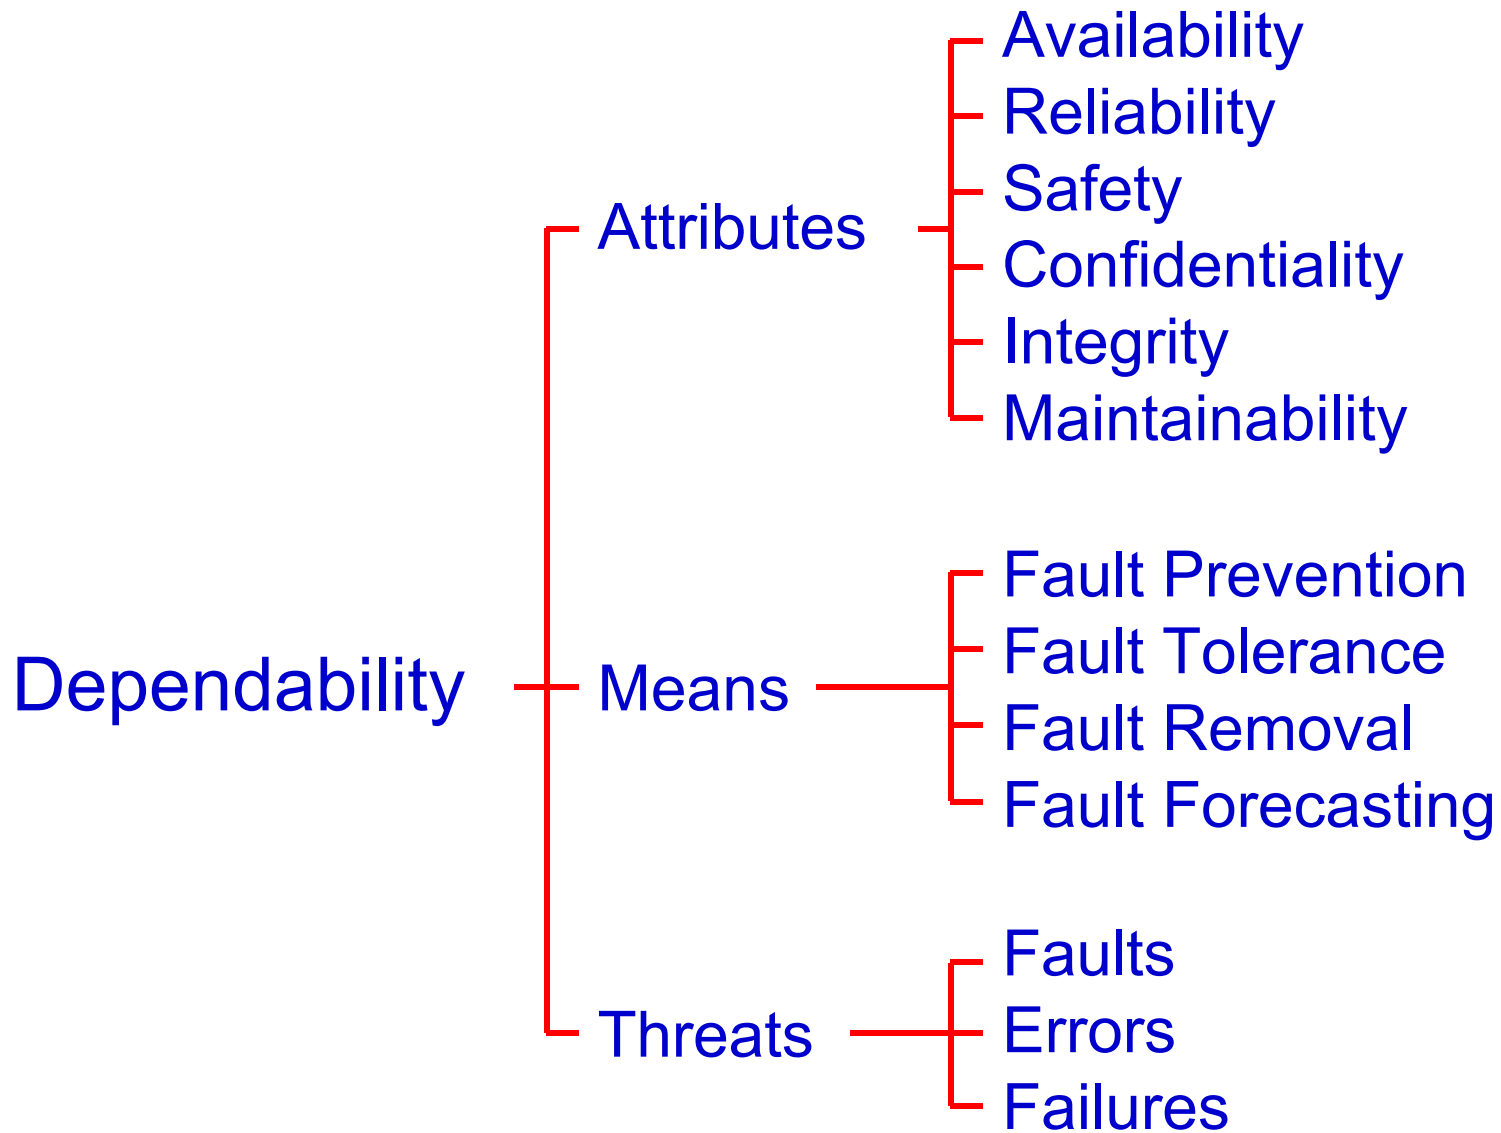 Dependability
Attributes
Availability
Reliability
Safety
Confidentiality
Integrity
Maintainability
Means
Fault Prevention
Fault Tolerance
Fault Removal
Fault Forecasting
Threats
Faults
Errors
Failures